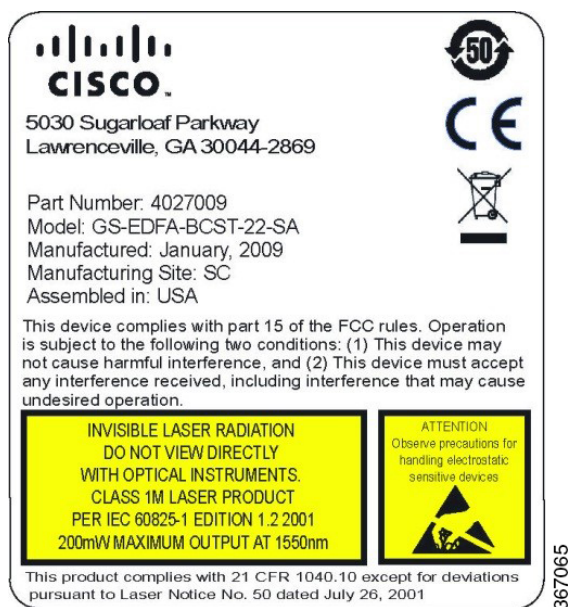 CISCO™
50
CE
5030 Sugarloaf Parkway
Lawrenceville, GA 30044-2869
Part Number: 4027009
Model: GS-EDFA-BCST-22-SA
Manufactured: January, 2009
Manufacturing Site: SC
Assembled in: USA
This device complies with part 15 of the FCC rules. Operation
is subject to the following two conditions: (1) This device may
not cause harmful interference, and (2) This device must accept
any interference received, including interference that may cause
undesired operation.
INVISIBLE LASER RADIATION
DO NOT VIEW DIRECTLY
WITH OPTICAL INSTRUMENTS.
CLASS 1M LASER PRODUCT
PER IEC 60825-1 EDITION 1.2 2001
200mW MAXIMUM OUTPUT AT 1550nm
ATTENTION
Observe precautions for
handling electrostatic
sensitive devices
This product complies with 21 CFR 1040.10 except for deviations
pursuant to Laser Notice No. 50 dated July 26, 2001
367065